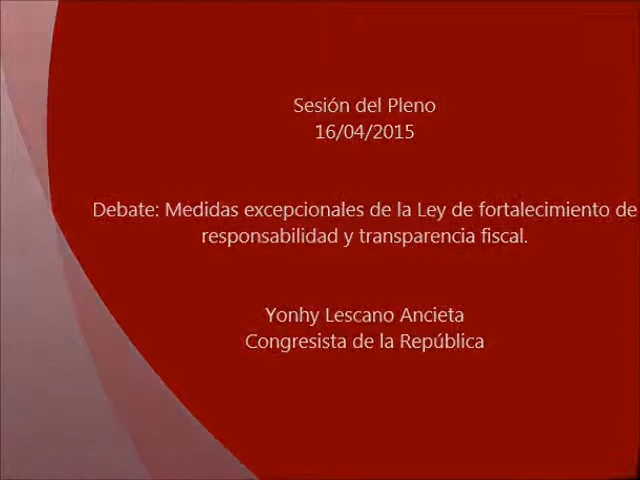 Sesión del Pleno
16/04/2015
Debate: Medidas excepcionales de la Ley de fortalecimiento de
responsabilidad y transparencia fiscal.
Yonhy Lescano Ancieta
Congresista de la República